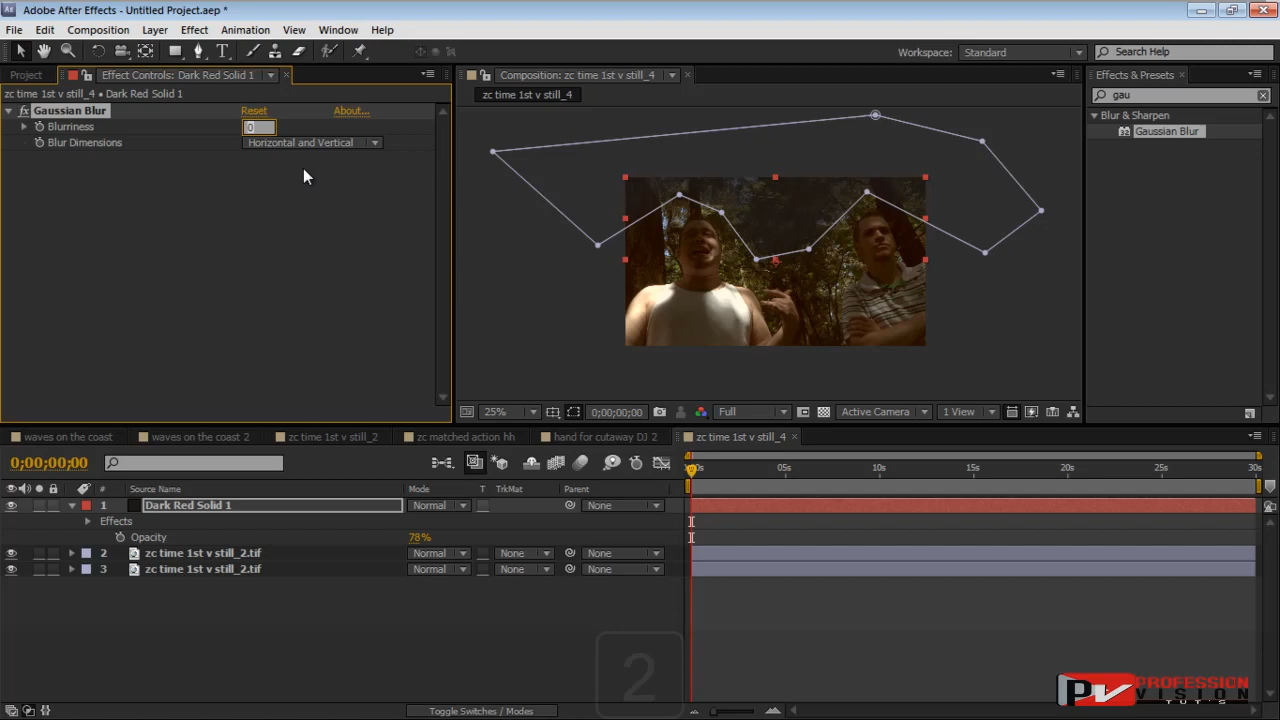 Adobe After Effects - Untitled Project.aep *
File Edit Composition Layer Effect Animation View Window Help
Workspace: Standard Search Help
Project Effect Controls: Dark Red Solid 1 Composition: zc time 1st v still_4 Effects & Presets
zc time 1st v still_4 • Dark Red Solid 1 zc time 1st v still_4 gau
fx Gaussian Blur Reset About...
Blur & Sharpen
Blurriness 0
Gaussian Blur
Blur Dimensions Horizontal and Vertical
25% 0;00;00;00 Full Active Camera 1 View
waves on the coast waves on the coast 2 zc time 1st v still_2 zc matched action hh hand for cutaway DJ 2 zc time 1st v still_4
0;00;00;00 05s 10s 15s 20s 25s 30s
# Source Name Mode T TrkMat Parent
1 Dark Red Solid 1 Normal None
Effects
Opacity 78%
2 zc time 1st v still_2.tif Normal None None
3 zc time 1st v still_2.tif Normal None None
2
PV PROFESSION
VISION
TUT'S
Toggle Switches / Modes